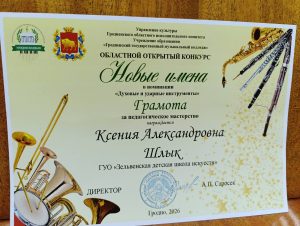 Управление культуры
Гродненского областного исполнительного комитета
Учреждение образования
«Гродненский государственный музыкальный колледж»
ОБЛАСТНОЙ ОТКРЫТЫЙ КОНКУРС
Новые имена
в номинации
«Духовые и ударные инструменты»
Грамота
за педагогическое мастерство
награждается
Ксения Александровна
Шлык
ГУО «Зельвенская детская школа искусств»
ДИРЕКТОР
Гродно, 2026